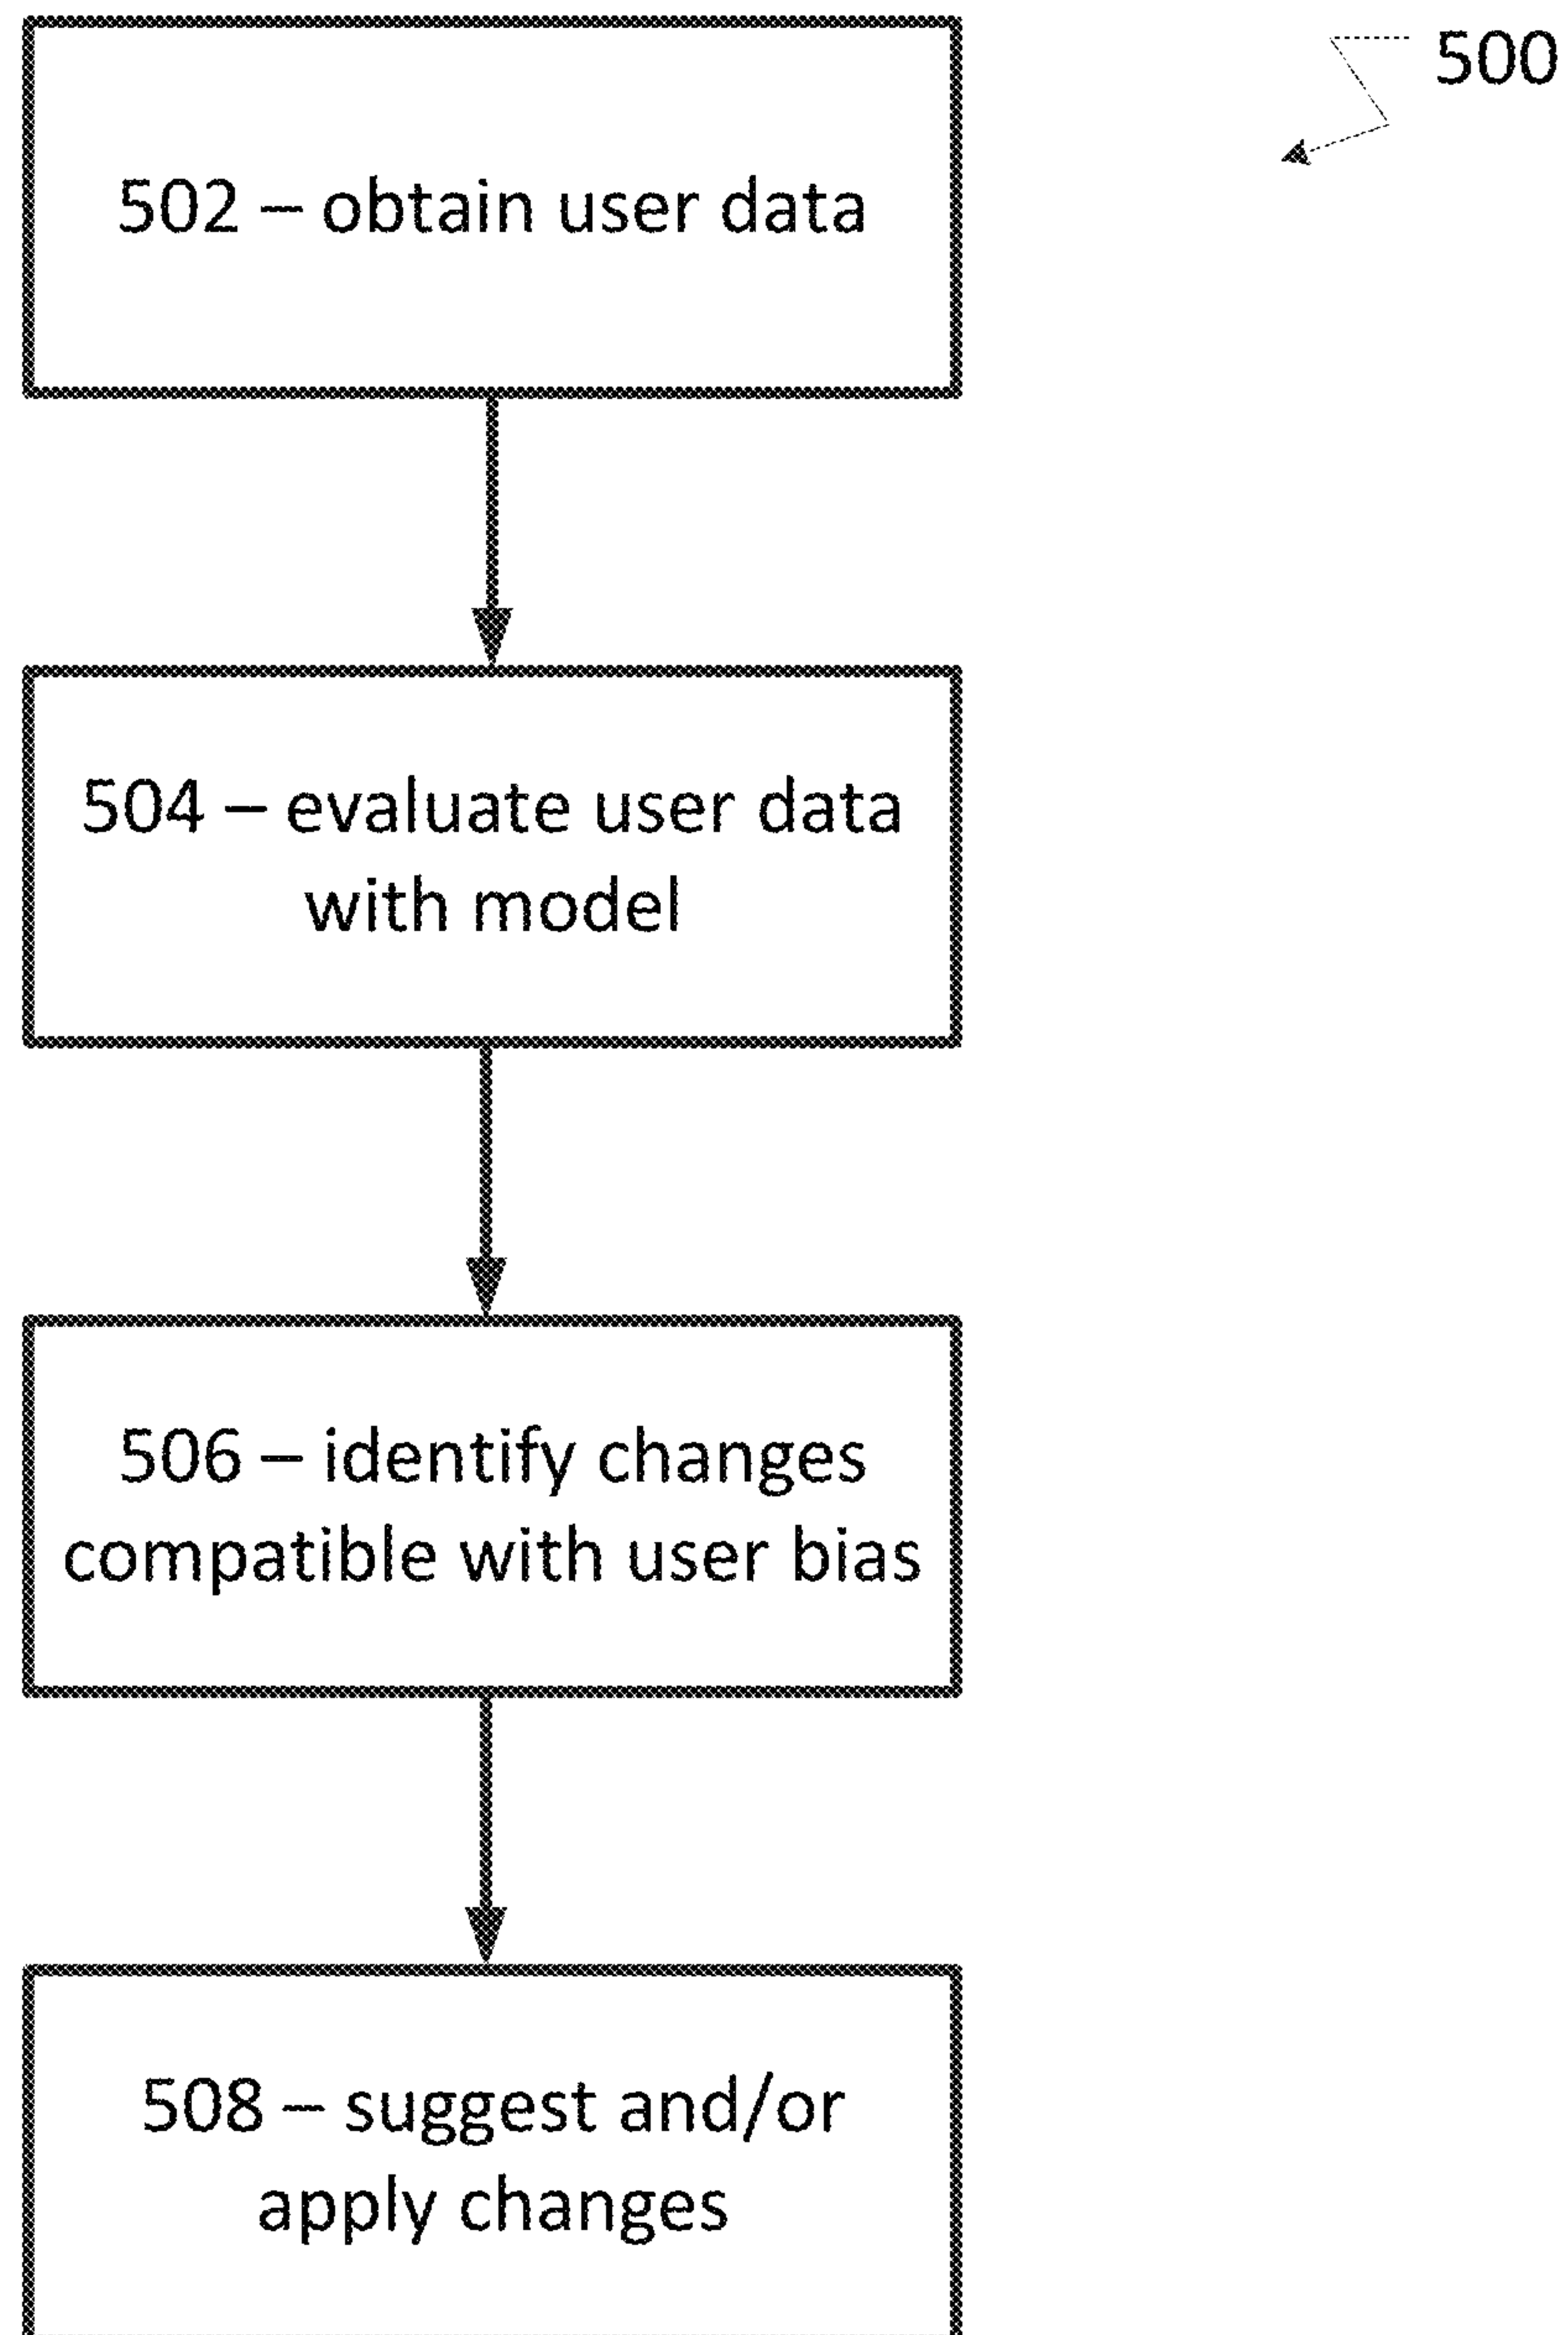 500
502 – obtain user data
504 – evaluate user data
with model
506 – identify changes
compatible with user bias
508 – suggest and/or
apply changes